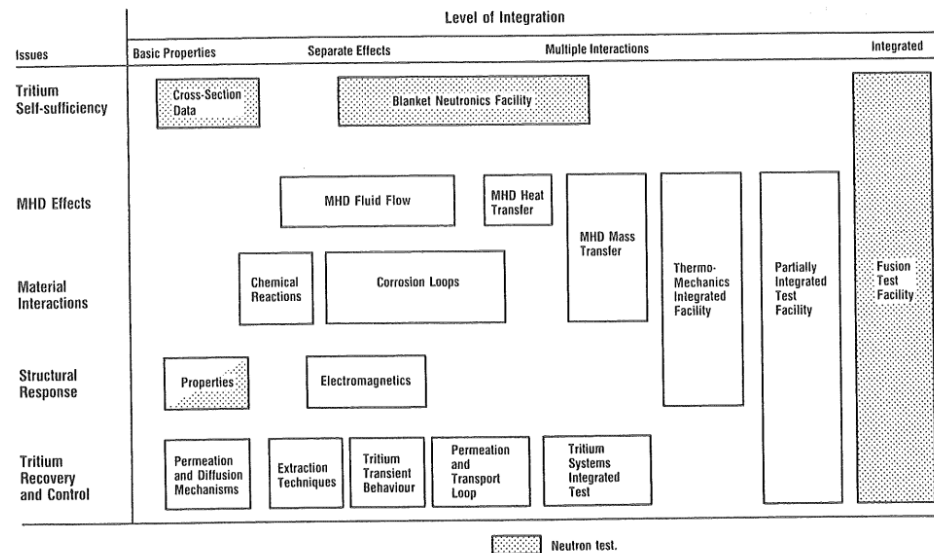 Level of Integration
Issues
Basic Properties
Separate Effects
Multiple Interactions
Integrated
Tritium
Self-sufficiency
Cross-Section
Data
Blanket Neutronics Facility
MHD Effects
MHD Fluid Flow
MHD Heat
Transfer
MHD Mass
Transfer
Thermo-
Mechanics
Integrated
Facility
Partially
Integrated
Test
Facility
Fusion
Test
Facility
Material
Interactions
Chemical
Reactions
Corrosion Loops
Structural
Response
Properties
Electromagnetics
Tritium
Recovery
and Control
Permeation
and Diffusion
Mechanisms
Extraction
Techniques
Tritium
Transient
Behaviour
Permeation
and
Transport
Loop
Tritium
Systems
Integrated
Test
Neutron test.